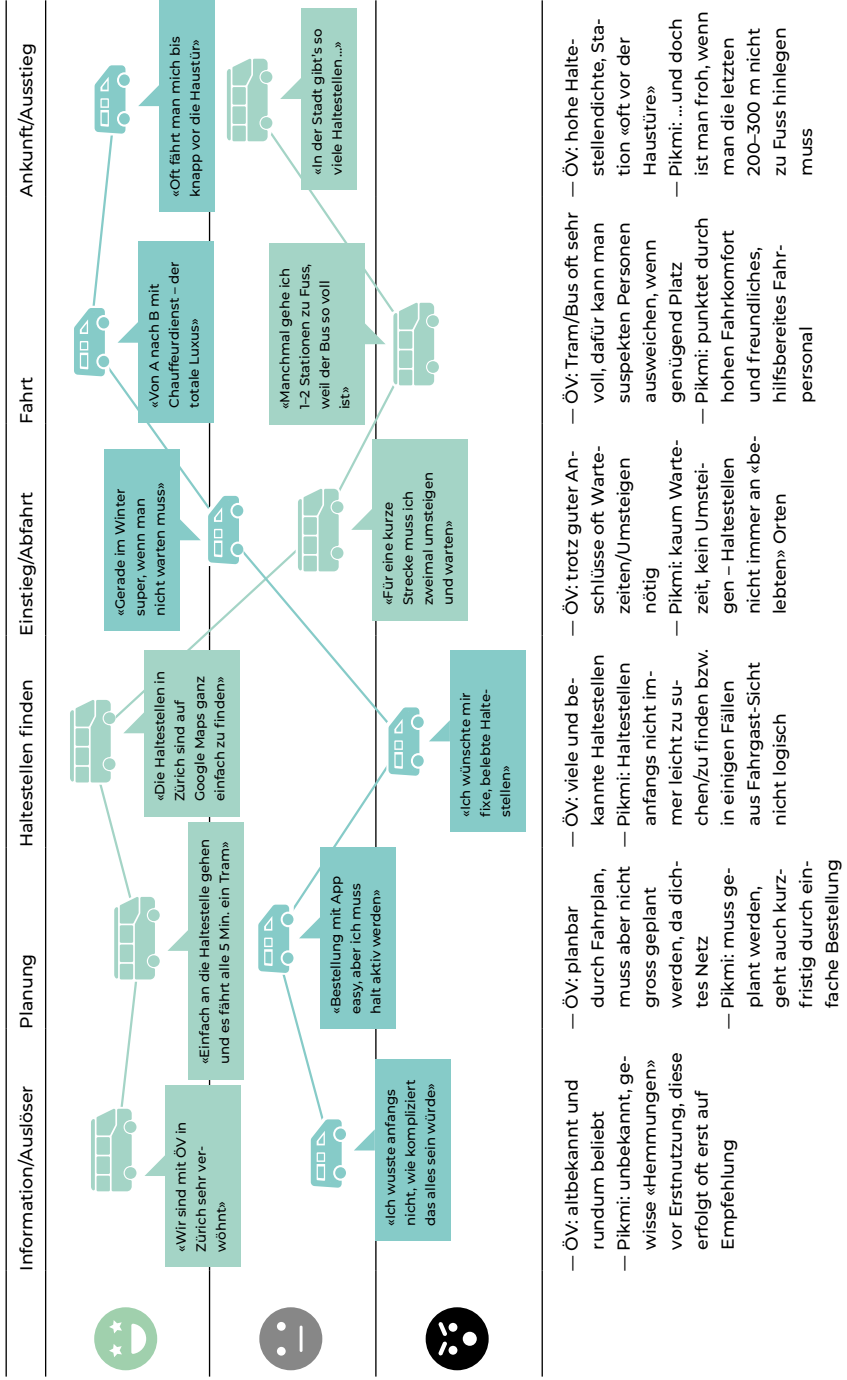 Information/Auslöser
Planung
Haltestellen finden
Einstieg/Abfahrt
Fahrt
Ankunft/Ausstieg
«Wir sind mit ÖV in
Zürich sehr ver-
wöhnt»
«Einfach an die Haltestelle gehen
und es fährt alle 5 Min. ein Tram»
«Die Haltestellen in
Zürich sind auf
Google Maps ganz
einfach zu finden»
«Gerade im Winter
super, wenn man
nicht warten muss»
«Von A nach B mit
Chauffeurdienst – der
totale Luxus»
«Oft fährt man mich bis
knapp vor die Haustür»
«Ich wusste anfangs
nicht, wie kompliziert
das alles sein würde»
«Bestellung mit App
easy, aber ich muss
halt aktiv werden»
«Ich wünschte mir
fixe, belebte Halte-
stellen»
«Für eine kurze
Strecke muss ich
zweimal umsteigen
und warten»
«Manchmal gehe ich
1–2 Stationen zu Fuss,
weil der Bus so voll
ist»
«In der Stadt gibt's so
viele Haltestellen…»
— ÖV: altbekannt und
rundum beliebt
— Pikmi: unbekannt, ge-
wisse «Hemmungen»
vor Erstnutzung, diese
erfolgt oft erst auf
Empfehlung
— ÖV: planbar
durch Fahrplan,
muss aber nicht
gross geplant
werden, da dich-
tes Netz
— Pikmi: muss ge-
plant werden,
geht auch kurz-
fristig durch ein-
fache Bestellung
— ÖV: viele und be-
kannte Haltestellen
— Pikmi: Haltestellen
anfangs nicht im-
mer leicht zu su-
chen/zu finden bzw.
in einigen Fällen
aus Fahrgast-Sicht
nicht logisch
— ÖV: trotz guter An-
schlüsse oft Warte-
zeiten/Umsteigen
nötig
— Pikmi: kaum Warte-
zeit, kein Umstei-
gen – Haltestellen
nicht immer an «be-
lebten» Orten
— ÖV: Tram/Bus oft sehr
voll, dafür kann man
suspekten Personen
ausweichen, wenn
genügend Platz
— Pikmi: punktet durch
hohen Fahrkomfort
und freundliches,
hilfsbereites Fahr-
personal
— ÖV: hohe Halte-
stellendichte, Sta-
tion «oft vor der
Haustüre»
— Pikmi: …und doch
ist man froh, wenn
man die letzten
200–300 m nicht
zu Fuss hinlegen
muss